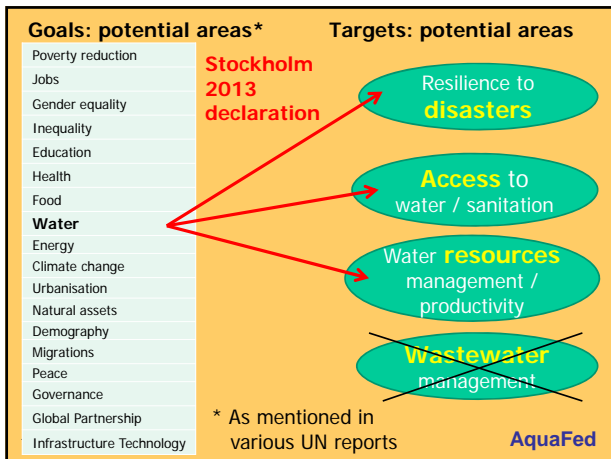 Goals: potential areas*
Poverty reduction
Jobs
Gender equality
Inequality
Education
Health
Food
Water
Energy
Climate change
Urbanisation
Natural assets
Demography
Migrations
Peace
Governance
Global Partnership
Infrastructure Technology
Stockholm
2013
declaration
Targets: potential areas
Resilience to
disasters
Access to
water / sanitation
Water resources
management /
productivity
Wastewater
management
* As mentioned in
various UN reports
AquaFed